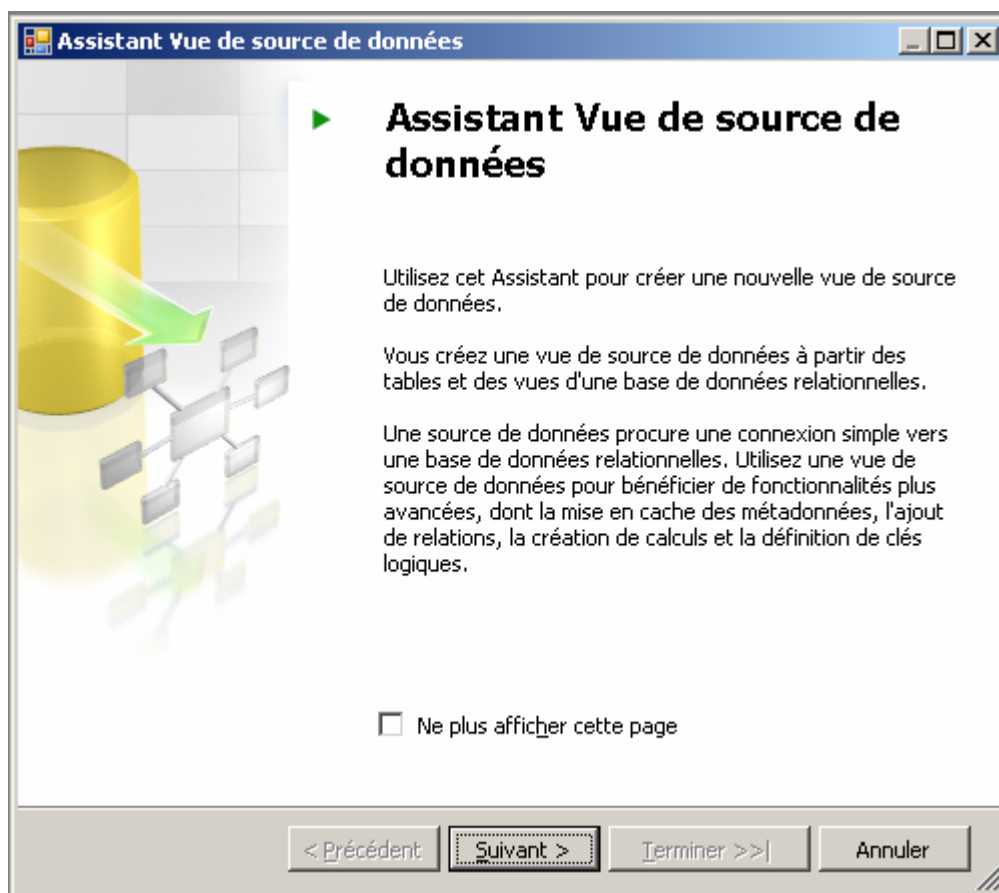 Assistant Vue de source de données
Assistant Vue de source de
données
Utilisez cet Assistant pour créer une nouvelle vue de source
de données.
Vous créez une vue de source de données à partir des
tables et des vues d'une base de données relationnelles.
Une source de données procure une connexion simple vers
une base de données relationnelles. Utilisez une vue de
source de données pour bénéficier de fonctionnalités plus
avancées, dont la mise en cache des métadonnées, l'ajout
de relations, la création de calculs et la définition de clés
logiques.
Ne plus afficher cette page
< Précédent
Suivant >
Terminer >>|
Annuler